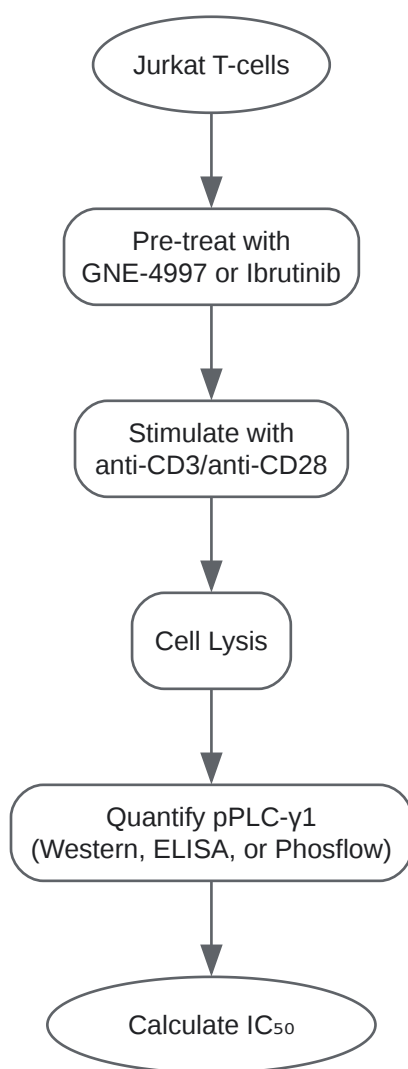 Jurkat T-cells
Pre-treat with
GNE-4997 or Ibrutinib
Stimulate with
anti-CD3/anti-CD28
Cell Lysis
Quantify pPLC-γ1
(Western, ELISA, or Phosflow)
Calculate IC₅₀